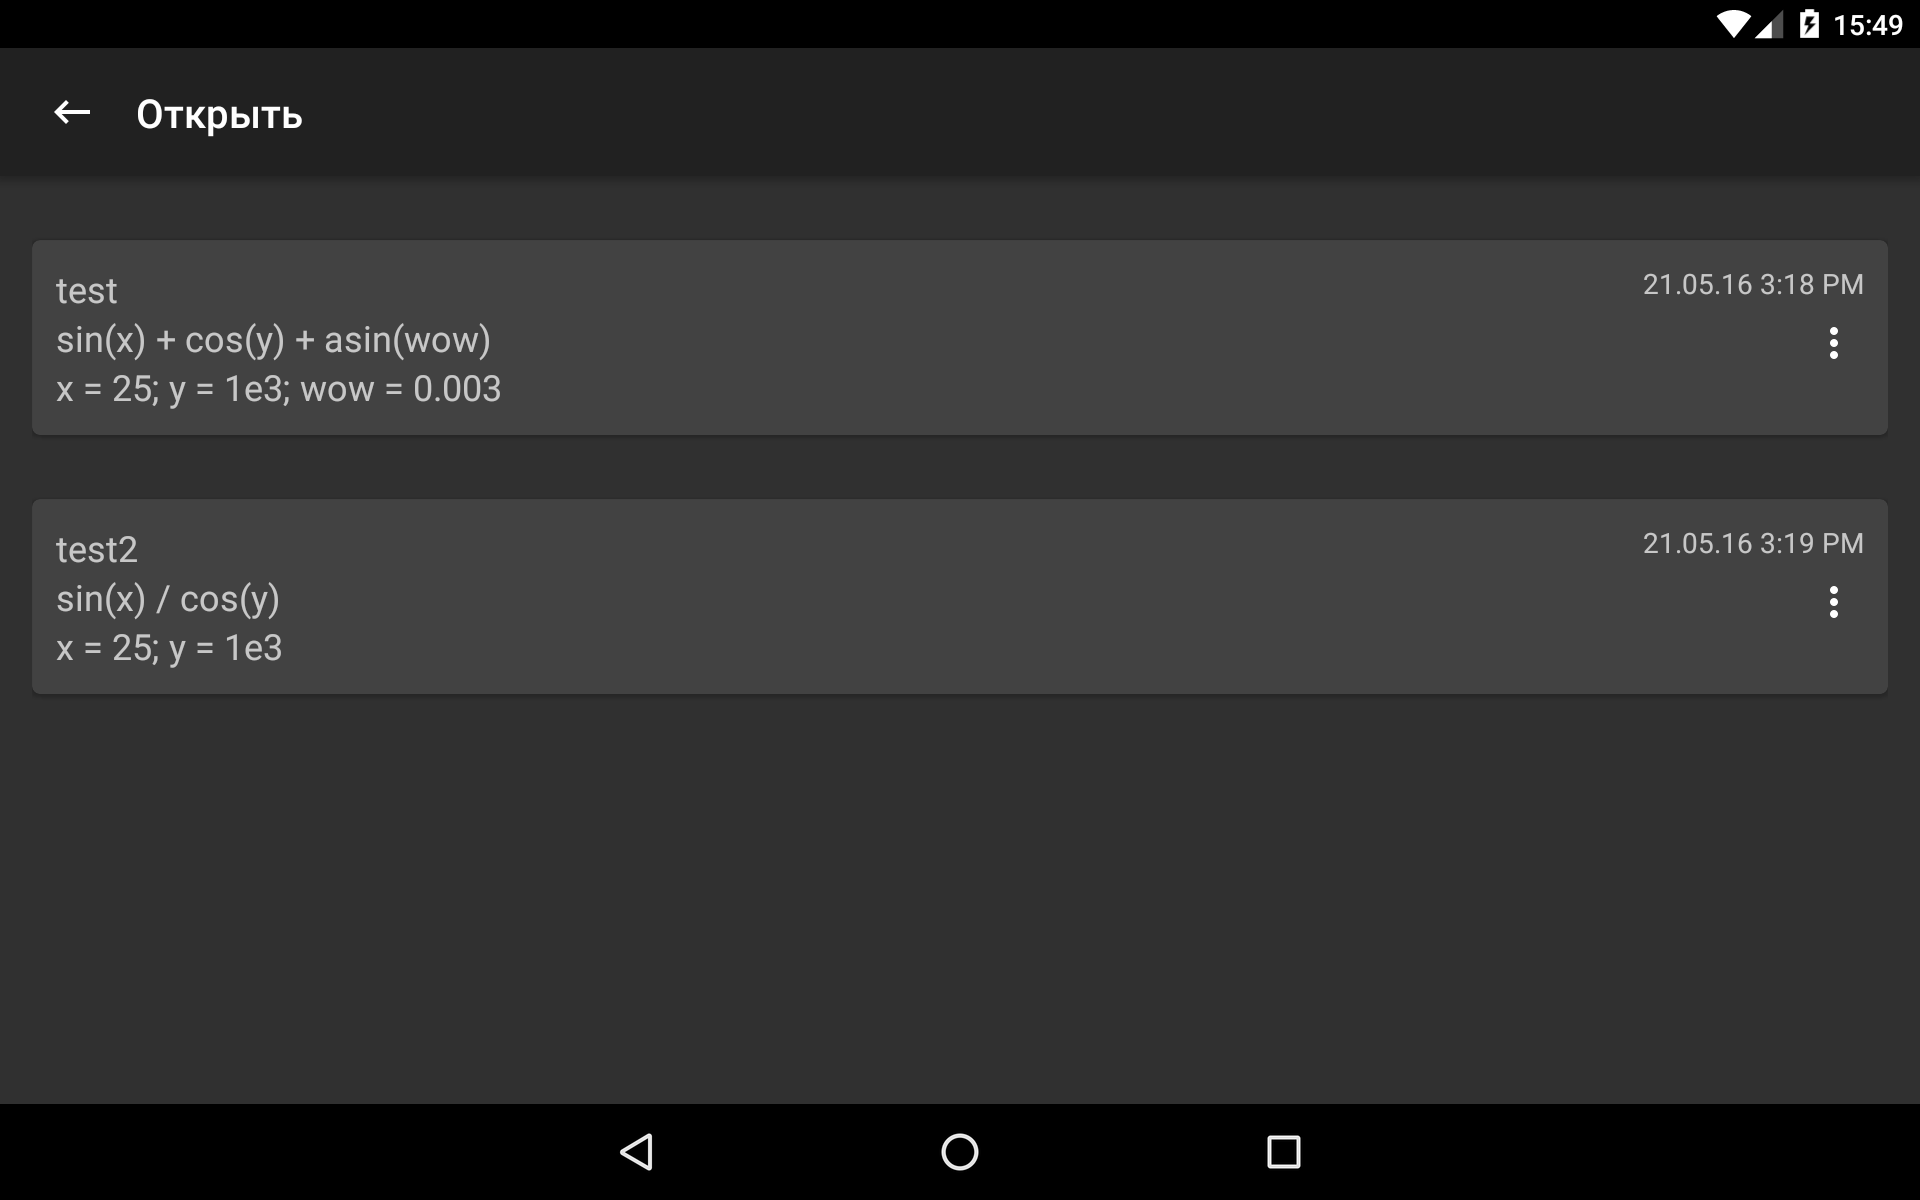 15:49
Открыть
test
21.05.16 3:18 PM
sin(x) + cos(y) + asin(wow)
x = 25; y = 1e3; wow = 0.003
test2
21.05.16 3:19 PM
sin(x) / cos(y)
x = 25; y = 1e3